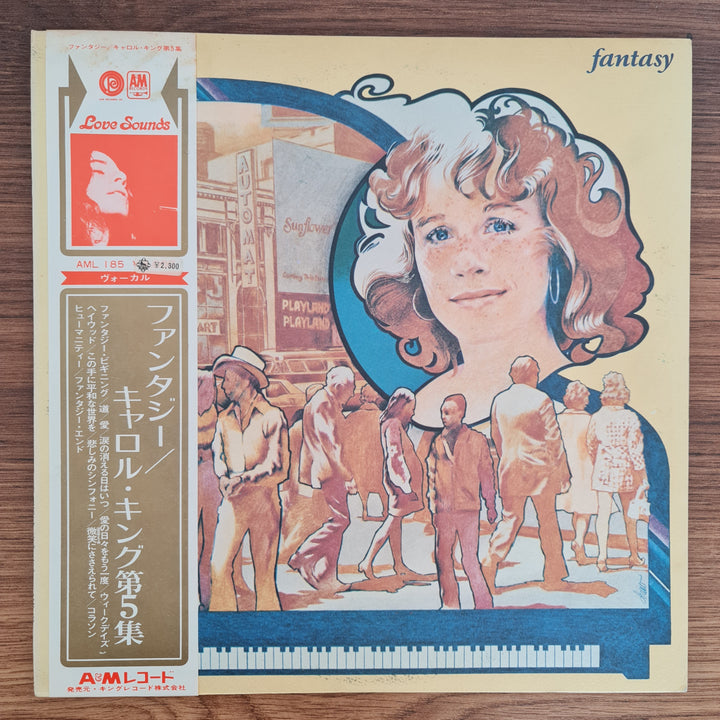 ファンタジー/キャロル・キング第5集
A&M
Love Sounds
AML 185
¥2,300
ヴォーカル
ファンタジー/
キャロル・キング第5集
ファンタジー・ビギニング/道 愛 涙の消える日はいつ/愛の日々をもう一度 ウィークデイズ
ヘイウッド/この手に平和な世界を 悲しみのシンフォニー/微笑にささえられて/コラソン
ヒューマニティー/ファンタジー・エンド
A&Mレコード
発売元・キングレコード株式会社
fantasy
AUTOMAT
Sunflower
PLAYLAND
PLAYLAND
ART